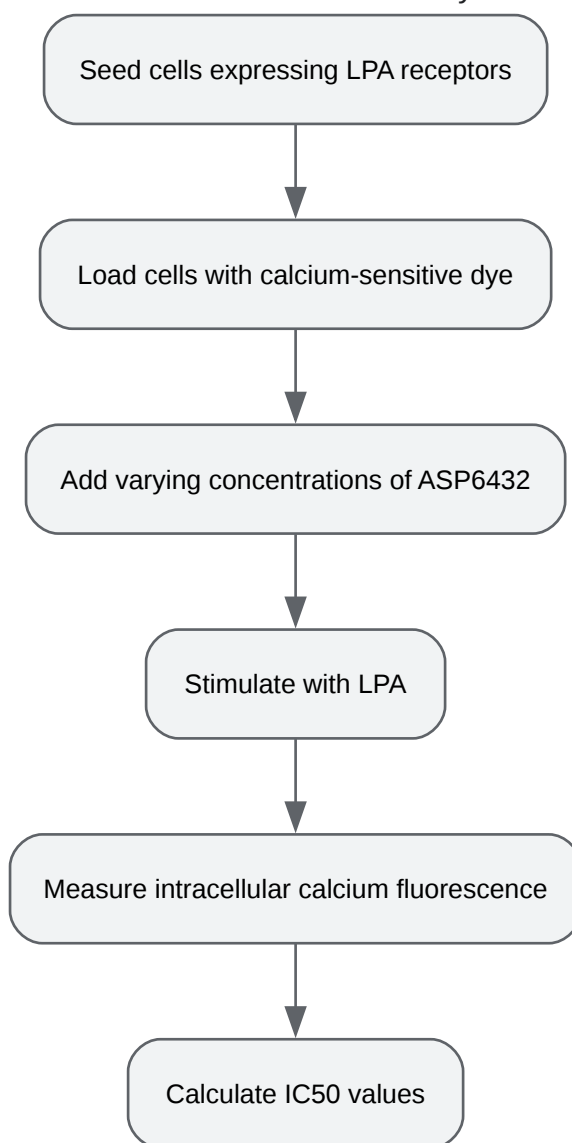 Seed cells expressing LPA receptors
Load cells with calcium-sensitive dye
Add varying concentrations of ASP6432
Stimulate with LPA
Measure intracellular calcium fluorescence
Calculate IC50 values